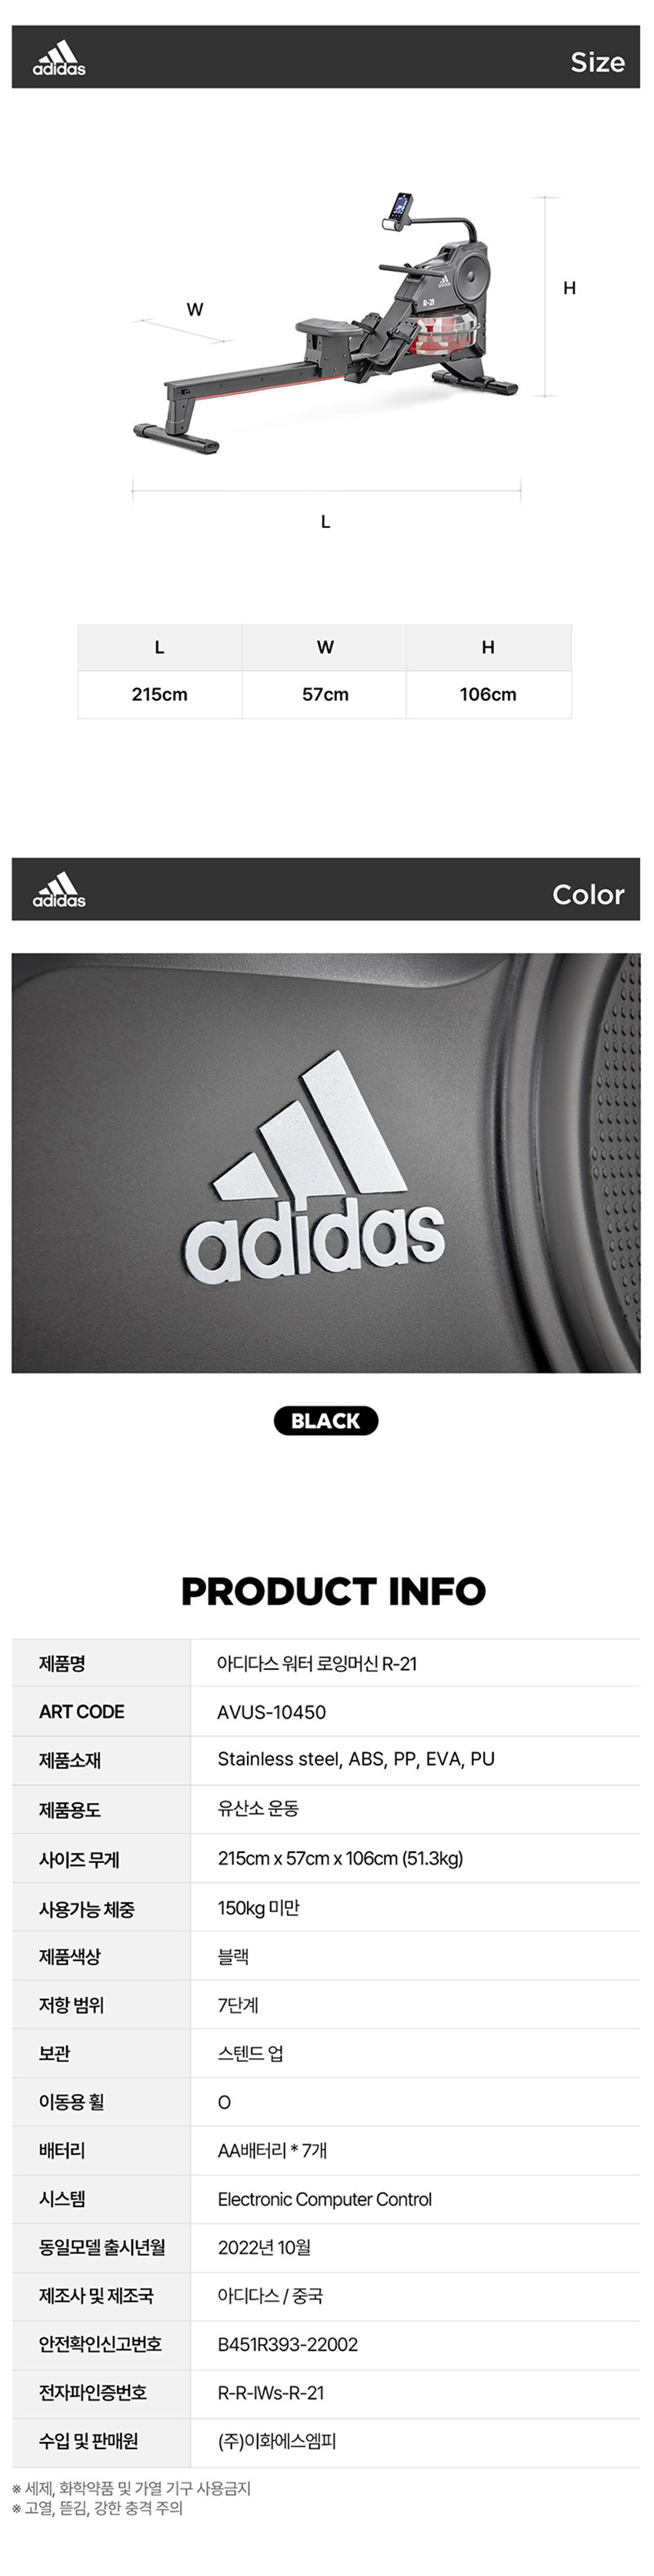 adidas
Size
W
H
adidas
R-21
L
L W H
215cm 57cm 106cm
adidas
Color
adidas
BLACK
PRODUCT INFO
제품명 아디다스 워터 로잉머신 R-21
ART CODE AVUS-10450
제품소재 Stainless steel, ABS, PP, EVA, PU
제품용도 유산소 운동
사이즈 무게 215cm x 57cm x 106cm (51.3kg)
사용가능 체중 150kg 미만
제품색상 블랙
저항 범위 7단계
보관 스텐드 업
이동용 휠 O
배터리 AA배터리 * 7개
시스템 Electronic Computer Control
동일모델 출시년월 2022년 10월
제조사 및 제조국 아디다스 / 중국
안전확인신고번호 B451R393-22002
전자파인증번호 R-R-IWs-R-21
수입 및 판매원 (주)이화에스엠피
※ 세제, 화학약품 및 가열 기구 사용금지
※ 고열, 뜯김, 강한 충격 주의